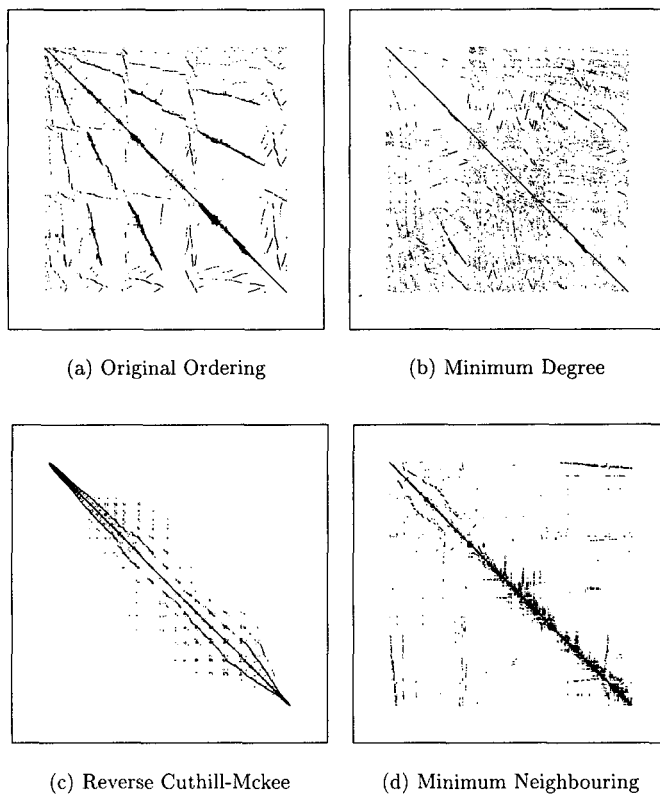 (a) Original Ordering
(b) Minimum Degree
(c) Reverse Cuthill-Mckee
(d) Minimum Neighbouring